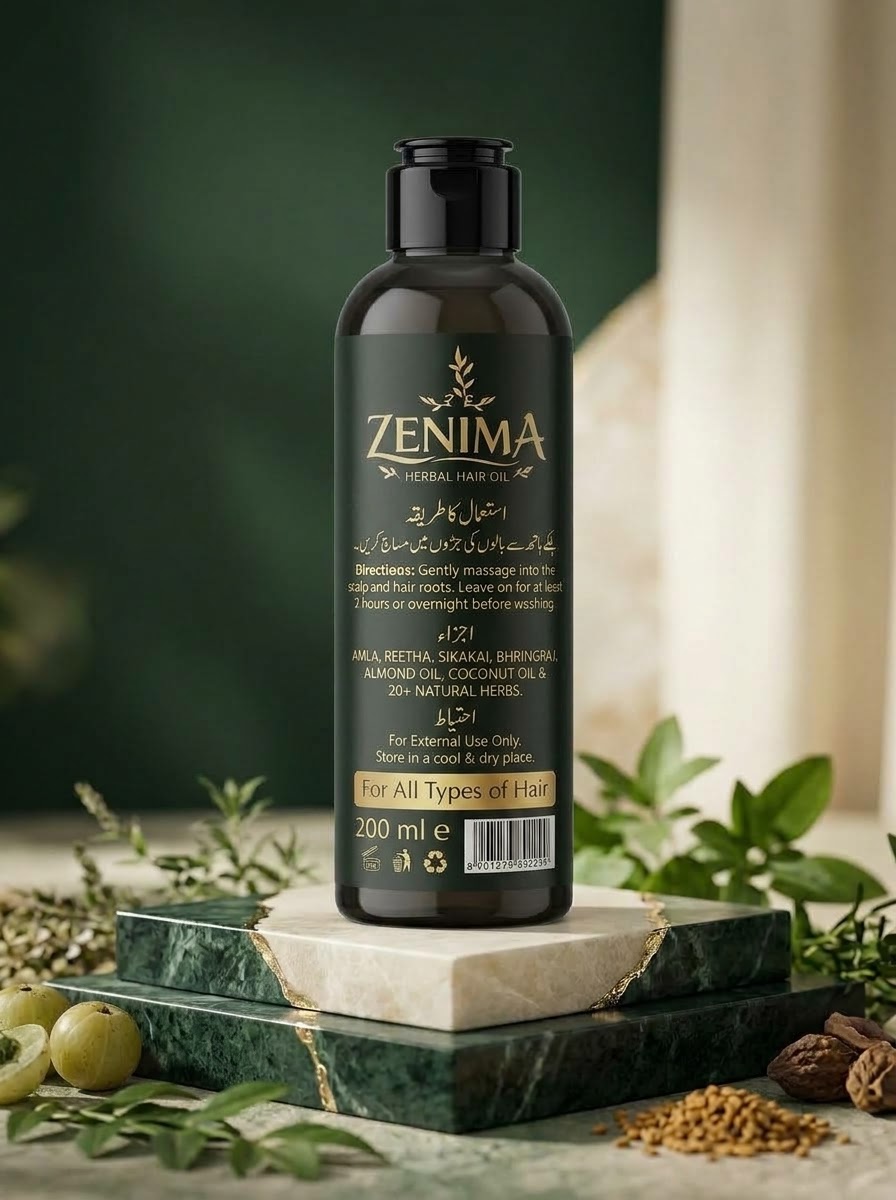 ZENIMA
HERBAL HAIR OIL
استعمال کا طریقہ
ہلکے ہاتھ سے بالوں کی جڑوں میں مساج کریں۔
Directions: Gently massage into the
scalp and hair roots. Leave on for at least
2 hours or overnight before wsshing
اجزاء
AMLA, REETHA, SIKAKAI, BHRINGRAJ,
ALMOND OIL, COCONUT OIL &
20+ NATURAL HERBS.
احتیاط
For External Use Only.
Store in a cool & dry place.
For All Types of Hair
200 ml e